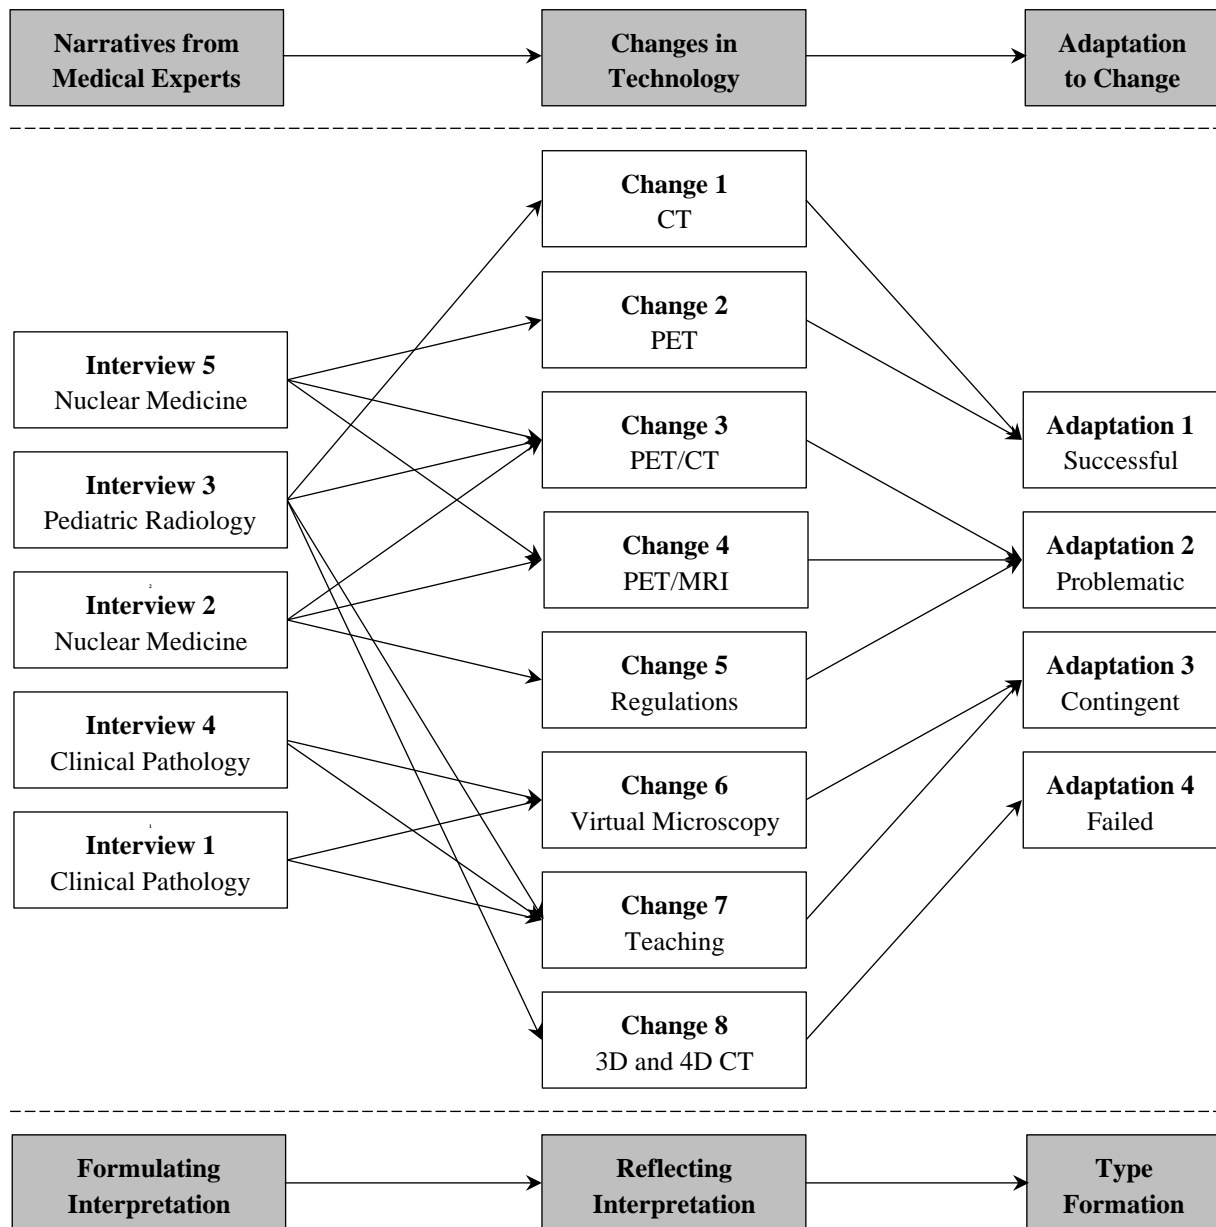 Narratives from
Medical Experts
Changes in
Technology
Adaptation
to Change
Change 1
CT
Change 2
PET
Interview 5
Nuclear Medicine
Change 3
PET/CT
Adaptation 1
Successful
Interview 3
Pediatric Radiology
Change 4
PET/MRI
Adaptation 2
Problematic
2
Interview 2
Nuclear Medicine
Change 5
Regulations
Adaptation 3
Contingent
Interview 4
Clinical Pathology
Change 6
Virtual Microscopy
Adaptation 4
Failed
1
Interview 1
Clinical Pathology
Change 7
Teaching
Change 8
3D and 4D CT
Formulating
Interpretation
Reflecting
Interpretation
Type
Formation